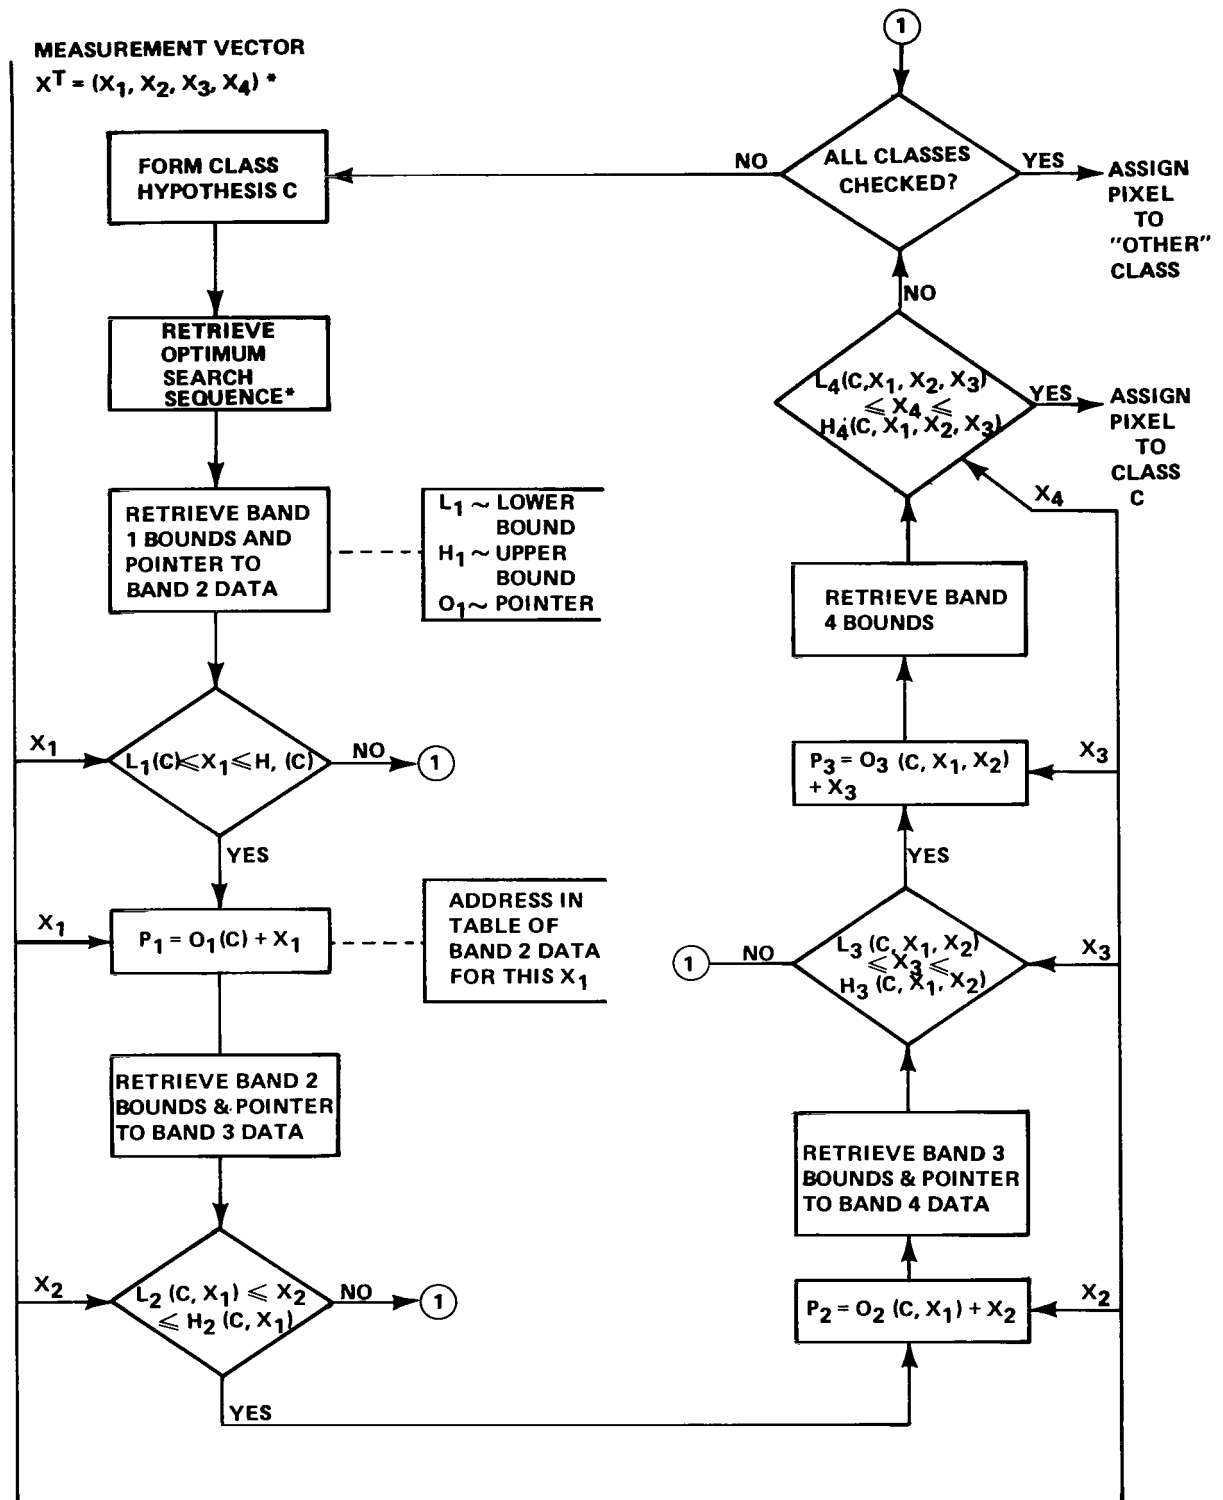 MEASUREMENT VECTOR
X^T = (X1, X2, X3, X4) *
FORM CLASS
HYPOTHESIS C
RETRIEVE
OPTIMUM
SEARCH
SEQUENCE*
RETRIEVE BAND
1 BOUNDS AND
POINTER TO
BAND 2 DATA
L1 ~ LOWER
BOUND
H1 ~ UPPER
BOUND
O1 ~ POINTER
X1
L1(C) ≤ X1 ≤ H, (C)
NO
1
YES
X1
P1 = O1(C) + X1
ADDRESS IN
TABLE OF
BAND 2 DATA
FOR THIS X1
RETRIEVE BAND 2
BOUNDS & POINTER
TO BAND 3 DATA
X2
L2 (C, X1) ≤ X2
≤ H2 (C, X1)
NO
1
YES
X2
P2 = O2 (C, X1) + X2
RETRIEVE BAND 3
BOUNDS & POINTER
TO BAND 4 DATA
X3
L3 (C, X1, X2)
≤ X3 ≤
H3 (C, X1, X2)
NO
1
YES
X3
P3 = O3 (C, X1, X2)
+ X3
RETRIEVE BAND
4 BOUNDS
X4
L4(C, X1, X2, X3)
≤ X4 ≤
H4(C, X1, X2, X3)
YES
ASSIGN
PIXEL
TO
CLASS
C
NO
1
ALL CLASSES
CHECKED?
NO
YES
ASSIGN
PIXEL
TO
"OTHER"
CLASS